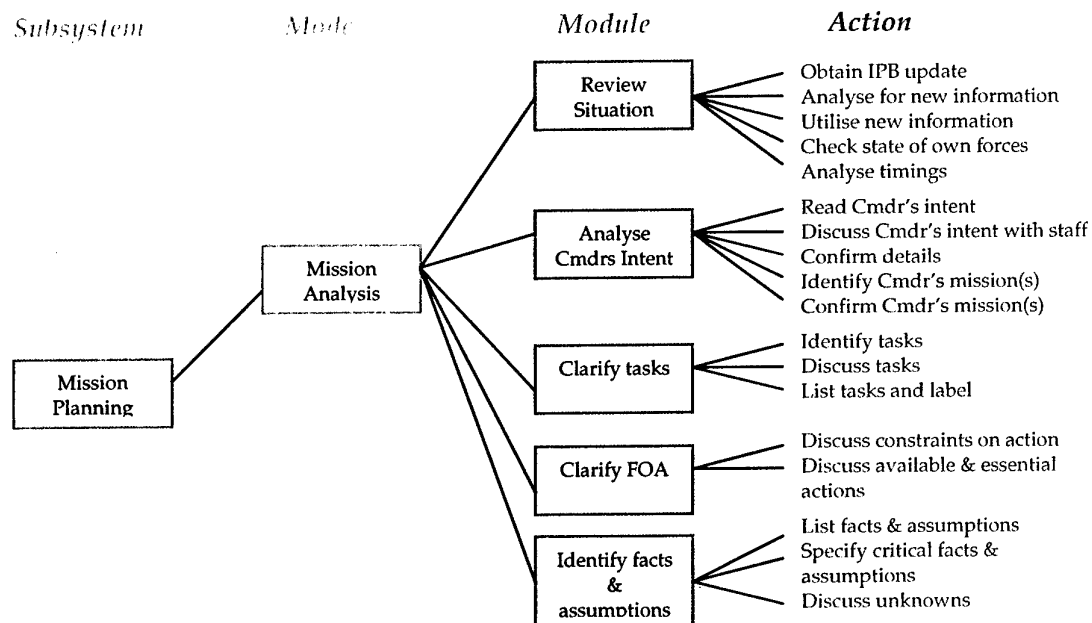 Subsystem
Mode
Module
Action
Mission
Planning
Mission
Analysis
Review
Situation
Obtain IPB update
Analyse for new information
Utilise new information
Check state of own forces
Analyse timings
Analyse
Cmdrs Intent
Read Cmdr's intent
Discuss Cmdr's intent with staff
Confirm details
Identify Cmdr's mission(s)
Confirm Cmdr's mission(s)
Clarify tasks
Identify tasks
Discuss tasks
List tasks and label
Clarify FOA
Discuss constraints on action
Discuss available & essential
actions
Identify facts
&
assumptions
List facts & assumptions
Specify critical facts &
assumptions
Discuss unknowns